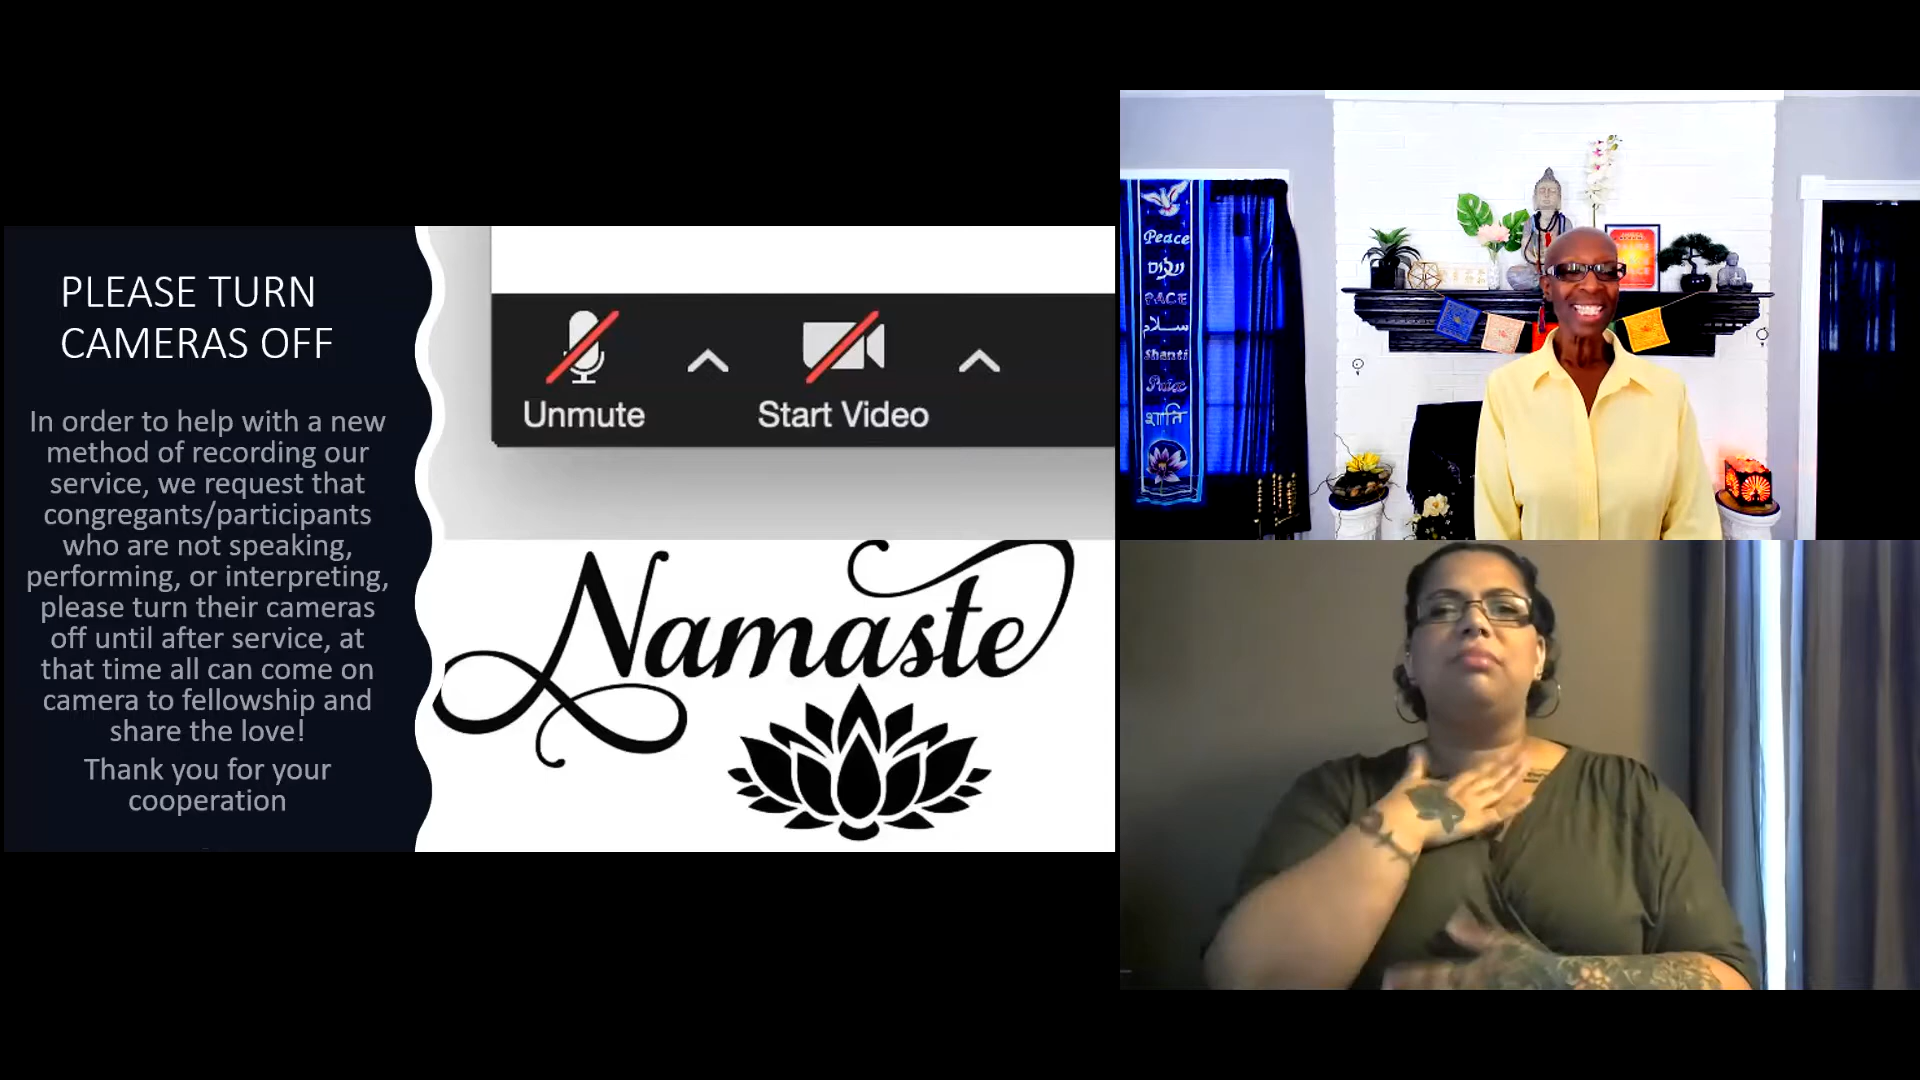 PLEASE TURN
CAMERAS OFF
In order to help with a new
method of recording our
service, we request that
congregants/participants
who are not speaking,
performing, or interpreting,
please turn their cameras
off until after service, at
that time all can come on
camera to fellowship and
share the love!
Thank you for your
cooperation
Unmute
Start Video
Namaste
Peace
PACE
سلام
Shanti
Paix